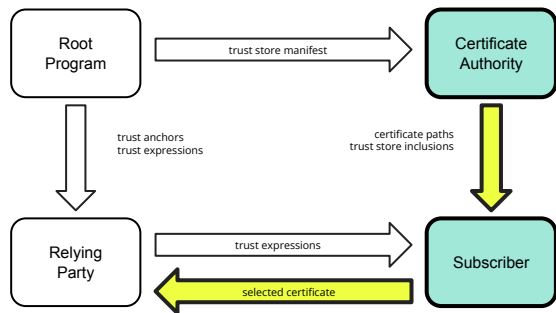 Root
Program
trust store manifest
Certificate
Authority
trust anchors
trust expressions
certificate paths
trust store inclusions
Relying
Party
trust expressions
Subscriber
selected certificate